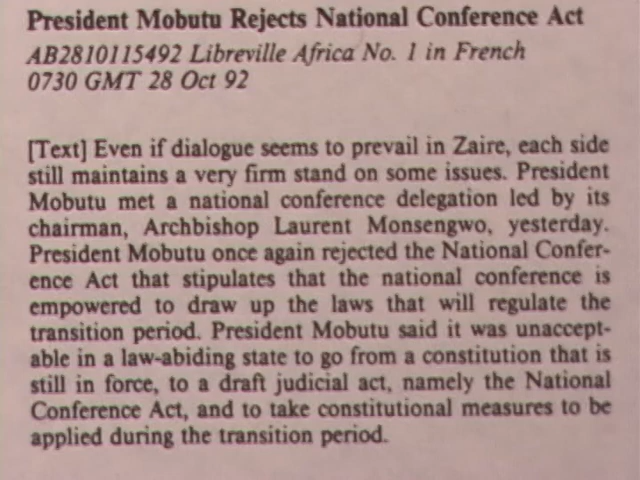 President Mobutu Rejects National Conference Act
AB2810115492 Libreville Africa No. 1 in French
0730 GMT 28 Oct 92
[Text] Even if dialogue seems to prevail in Zaire, each side
still maintains a very firm stand on some issues. President
Mobutu met a national conference delegation led by its
chairman, Archbishop Laurent Monsengwo, yesterday.
President Mobutu once again rejected the National Confer-
ence Act that stipulates that the national conference is
empowered to draw up the laws that will regulate the
transition period. President Mobutu said it was unaccept-
able in a law-abiding state to go from a constitution that is
still in force, to a draft judicial act, namely the National
Conference Act, and to take constitutional measures to be
applied during the transition period.